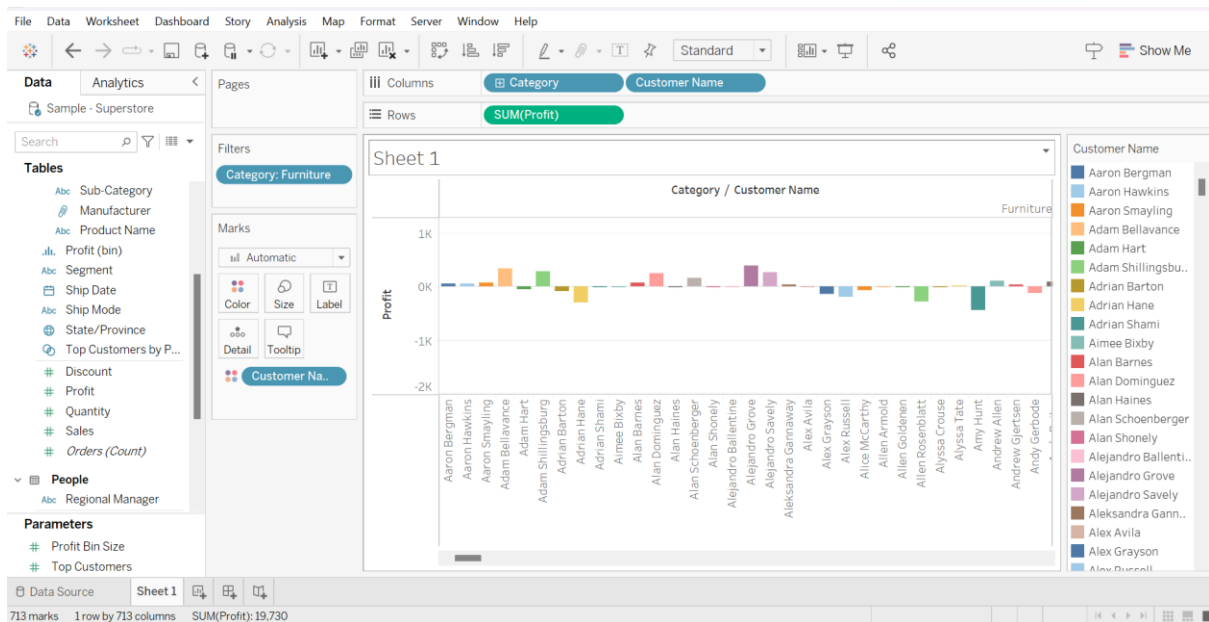 File Data Worksheet Dashboard Story Analysis Map Format Server Window Help
Standard
Show Me
Data Analytics
Sample - Superstore
Search
Tables
Abc Sub-Category
Manufacturer
Abc Product Name
Profit (bin)
Abc Segment
Ship Date
Abc Ship Mode
State/Province
Top Customers by P...
# Discount
# Profit
# Quantity
# Sales
# Orders (Count)
People
Abc Regional Manager
Parameters
# Profit Bin Size
# Top Customers
Pages
Filters
Category: Furniture
Marks
Automatic
Color Size Label
Detail Tooltip
Customer Na..
Columns
Category Customer Name
Rows
SUM(Profit)
Sheet 1
Category / Customer Name
Furniture
Profit
1K
0K
-1K
-2K
Aaron Bergman
Aaron Hawkins
Aaron Smayling
Adam Bellavance
Adam Hart
Adam Shillingsburg
Adrian Barton
Adrian Hane
Adrian Shami
Aimee Bixby
Alan Barnes
Alan Dominguez
Alan Haines
Alan Schoenberger
Alan Shonely
Alejandro Ballentine
Alejandro Grove
Alejandro Savely
Aleksandra Gannaway
Alex Avila
Alex Grayson
Alex Russell
Alice McCarthy
Allen Armold
Allen Goldenen
Allen Rosenblatt
Alyssa Crouse
Alyssa Tate
Amy Hunt
Andrew Allen
Andrew Gjertsen
Andy Gerbode
Customer Name
Aaron Bergman
Aaron Hawkins
Aaron Smayling
Adam Bellavance
Adam Hart
Adam Shillingsbu..
Adrian Barton
Adrian Hane
Adrian Shami
Aimee Bixby
Alan Barnes
Alan Dominguez
Alan Haines
Alan Schoenberger
Alan Shonely
Alejandro Ballenti...
Alejandro Grove
Alejandro Savely
Aleksandra Gann..
Alex Avila
Alex Grayson
Alex Russell
Data Source Sheet 1
713 marks 1 row by 713 columns SUM(Profit): 19,730